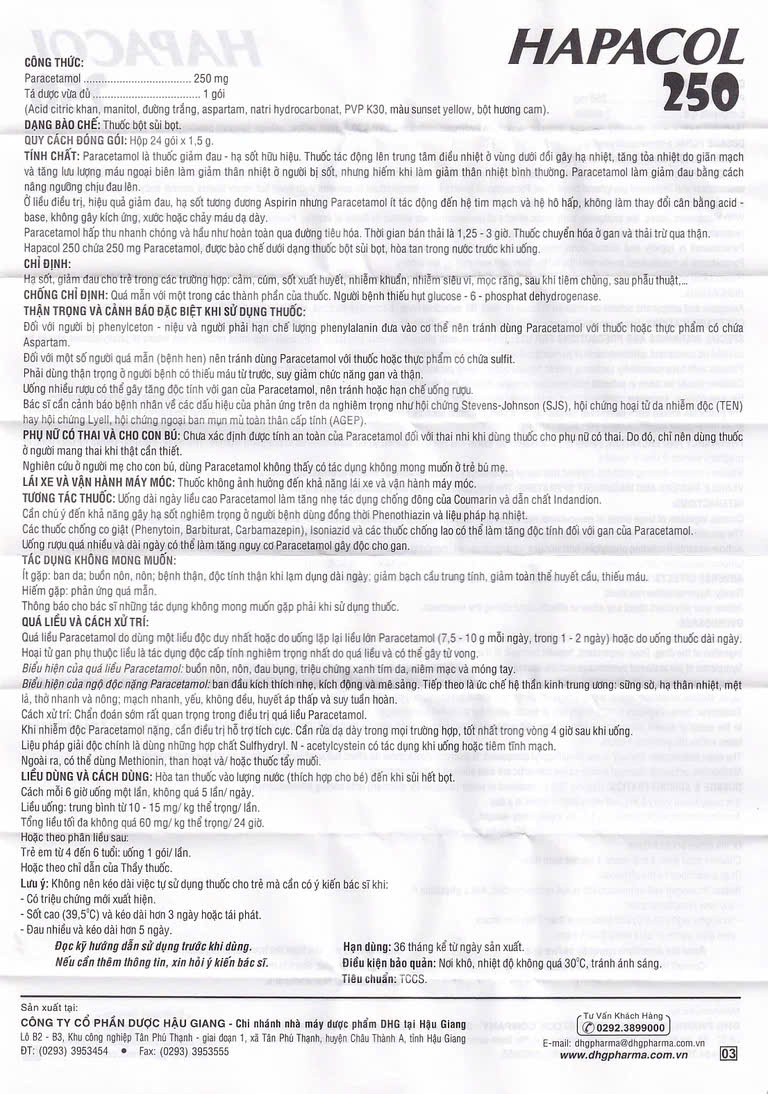 HAPACOL
250
CÔNG THỨC:
Paracetamol ..................................... 250 mg
Tá dược vừa đủ ..................................... 1 gói
(Acid citric khan, manitol, đường trắng, aspartam, natri hydrocarbonat, PVP K30, màu sunset yellow, bột hương cam).
DẠNG BÀO CHẾ: Thuốc bột sủi bọt.
QUY CÁCH ĐÓNG GÓI: Hộp 24 gói x 1,5 g.
TÍNH CHẤT: Paracetamol là thuốc giảm đau - hạ sốt hữu hiệu. Thuốc tác động lên trung tâm điều nhiệt ở vùng dưới đồi gây hạ nhiệt, tăng tỏa nhiệt do giãn mạch
và tăng lưu lượng máu ngoại biên làm giảm thân nhiệt ở người bị sốt, nhưng hiếm khi làm giảm thân nhiệt bình thường. Paracetamol làm giảm đau bằng cách
nâng ngưỡng chịu đau lên.
Ở liều điều trị, hiệu quả giảm đau, hạ sốt tương đương Aspirin nhưng Paracetamol ít tác động đến hệ tim mạch và hệ hô hấp, không làm thay đổi cân bằng acid -
base, không gây kích ứng, xước hoặc chảy máu dạ dày.
Paracetamol hấp thu nhanh chóng và hầu như hoàn toàn qua đường tiêu hóa. Thời gian bán thải là 1,25 - 3 giờ. Thuốc chuyển hóa ở gan và thải trừ qua thận.
Hapacol 250 chứa 250 mg Paracetamol, được bào chế dưới dạng thuốc bột sủi bọt, hòa tan trong nước trước khi uống.
CHỈ ĐỊNH:
Hạ sốt, giảm đau cho trẻ trong các trường hợp: cảm, cúm, sốt xuất huyết, nhiễm khuẩn, nhiễm siêu vi, mọc răng, sau khi tiêm chủng, sau phẫu thuật,...
CHỐNG CHỈ ĐỊNH: Quá mẫn với một trong các thành phần của thuốc. Người bệnh thiếu hụt glucose - 6 - phosphat dehydrogenase.
THẬN TRỌNG VÀ CẢNH BÁO ĐẶC BIỆT KHI SỬ DỤNG THUỐC:
Đối với người bị phenylceton - niệu và người phải hạn chế lượng phenylalanin đưa vào cơ thể nên tránh dùng Paracetamol với thuốc hoặc thực phẩm có chứa
Aspartam.
Đối với một số người quá mẫn (bệnh hen) nên tránh dùng Paracetamol với thuốc hoặc thực phẩm có chứa sulfit.
Phải dùng thận trọng ở người bệnh có thiếu máu từ trước, suy giảm chức năng gan và thận.
Uống nhiều rượu có thể gây tăng độc tính với gan của Paracetamol, nên tránh hoặc hạn chế uống rượu.
Bác sĩ cần cảnh báo bệnh nhân về các dấu hiệu của phản ứng trên da nghiêm trọng như hội chứng Stevens-Johnson (SJS), hội chứng hoại tử da nhiễm độc (TEN)
hay hội chứng Lyell, hội chứng ngoại ban mụn mủ toàn thân cấp tính (AGEP).
PHỤ NỮ CÓ THAI VÀ CHO CON BÚ: Chưa xác định được tính an toàn của Paracetamol đối với thai nhi khi dùng thuốc cho phụ nữ có thai. Do đó, chỉ nên dùng thuốc
ở người mang thai khi thật cần thiết.
Nghiên cứu ở người mẹ cho con bú, dùng Paracetamol không thấy có tác dụng không mong muốn ở trẻ bú mẹ.
LÁI XE VÀ VẬN HÀNH MÁY MÓC: Thuốc không ảnh hưởng đến khả năng lái xe và vận hành máy móc.
TƯƠNG TÁC THUỐC: Uống dài ngày liều cao Paracetamol làm tăng nhẹ tác dụng chống đông của Coumarin và dẫn chất Indandion.
Cần chú ý đến khả năng gây hạ sốt nghiêm trọng ở người bệnh dùng đồng thời Phenothiazin và liệu pháp hạ nhiệt.
Các thuốc chống co giật (Phenytoin, Barbiturat, Carbamazepin), Isoniazid và các thuốc chống lao có thể làm tăng độc tính đối với gan của Paracetamol.
Uống rượu quá nhiều và dài ngày có thể làm tăng nguy cơ Paracetamol gây độc cho gan.
TÁC DỤNG KHÔNG MONG MUỐN:
Ít gặp: ban da; buồn nôn, nôn; bệnh thận, độc tính thận khi lạm dụng dài ngày; giảm bạch cầu trung tính, giảm toàn thể huyết cầu, thiếu máu.
Hiếm gặp: phản ứng quá mẫn.
Thông báo cho bác sĩ những tác dụng không mong muốn gặp phải khi sử dụng thuốc.
QUÁ LIỀU VÀ CÁCH XỬ TRÍ:
Quá liều Paracetamol do dùng một liều độc duy nhất hoặc do uống lặp lại liều lớn Paracetamol (7,5 - 10 g mỗi ngày, trong 1 - 2 ngày) hoặc do uống thuốc dài ngày.
Hoại tử gan phụ thuộc liều là tác dụng độc cấp tính nghiêm trọng nhất do quá liều và có thể gây tử vong.
Biểu hiện của quá liều Paracetamol: buồn nôn, nôn, đau bụng, triệu chứng xanh tím da, niêm mạc và móng tay.
Biểu hiện của ngộ độc nặng Paracetamol: ban đầu kích thích nhẹ, kích động và mê sảng. Tiếp theo là ức chế hệ thần kinh trung ương: sững sờ, hạ thân nhiệt, mệt
lả, thở nhanh và nông; mạch nhanh, yếu, không đều, huyết áp thấp và suy tuần hoàn.
Cách xử trí: Chẩn đoán sớm rất quan trọng trong điều trị quá liều Paracetamol.
Khi nhiễm độc Paracetamol nặng, cần điều trị hỗ trợ tích cực. Cần rửa dạ dày trong mọi trường hợp, tốt nhất trong vòng 4 giờ sau khi uống.
Liệu pháp giải độc chính là dùng những hợp chất Sulfhydryl. N - acetylcystein có tác dụng khi uống hoặc tiêm tĩnh mạch.
Ngoài ra, có thể dùng Methionin, than hoạt và/ hoặc thuốc tẩy muối.
LIỀU DÙNG VÀ CÁCH DÙNG: Hòa tan thuốc vào lượng nước (thích hợp cho bé) đến khi sủi hết bọt.
Cách mỗi 6 giờ uống một lần, không quá 5 lần/ ngày.
Liều uống: trung bình từ 10 - 15 mg/ kg thể trọng/ lần.
Tổng liều tối đa không quá 60 mg/ kg thể trọng/ 24 giờ.
Hoặc theo phân liều sau:
Trẻ em từ 4 đến 6 tuổi: uống 1 gói/ lần.
Hoặc theo chỉ dẫn của Thầy thuốc.
Lưu ý: Không nên kéo dài việc tự sử dụng thuốc cho trẻ mà cần có ý kiến bác sĩ khi:
- Có triệu chứng mới xuất hiện.
- Sốt cao (39,5°C) và kéo dài hơn 3 ngày hoặc tái phát.
- Đau nhiều và kéo dài hơn 5 ngày.
Đọc kỹ hướng dẫn sử dụng trước khi dùng.
Nếu cần thêm thông tin, xin hỏi ý kiến bác sĩ.
Hạn dùng: 36 tháng kể từ ngày sản xuất.
Điều kiện bảo quản: Nơi khô, nhiệt độ không quá 30°C, tránh ánh sáng.
Tiêu chuẩn: TCCS.
Sản xuất tại:
CÔNG TY CỔ PHẦN DƯỢC HẬU GIANG - Chi nhánh nhà máy dược phẩm DHG tại Hậu Giang
Lô B2 - B3, Khu công nghiệp Tân Phú Thạnh - giai đoạn 1, xã Tân Phú Thạnh, huyện Châu Thành A, tỉnh Hậu Giang
ĐT: (0293) 3953454 • Fax: (0293) 3953555
Tư Vấn Khách Hàng
✆ 0292.3899000
E-mail: dhgpharma@dhgpharma.com.vn
www.dhgpharma.com.vn
03